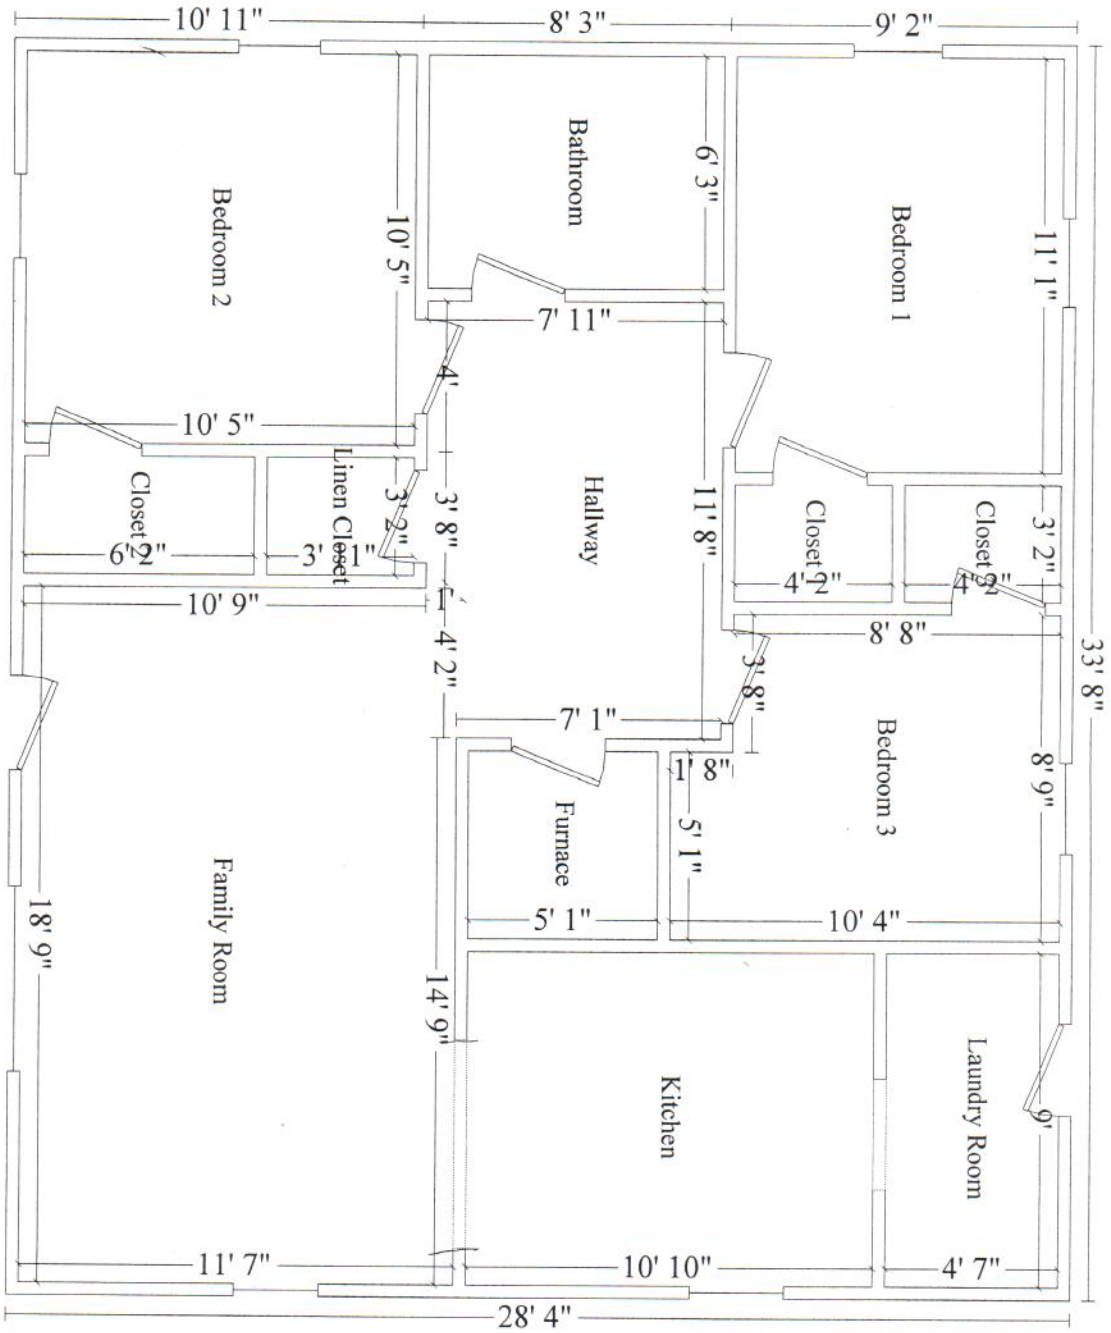 10' 11"
8' 3"
9' 2"
Bedroom 2
10' 5"
10' 5"
Bathroom
6' 3"
7' 11"
Bedroom 1
11' 1"
4'
Closet 2
6' 2"
Linen Closet
3' 2"
3' 8"
Hallway
11' 8"
Closet 1
4' 2"
3' 2"
10' 9"
1'
4' 2"
8' 8"
3' 8"
33' 8"
7' 1"
1' 8"
Bedroom 3
8' 9"
Furnace
5' 1"
5' 1"
10' 4"
Family Room
18' 9"
14' 9"
Kitchen
Laundry Room
9'
11' 7"
10' 10"
4' 7"
28' 4"